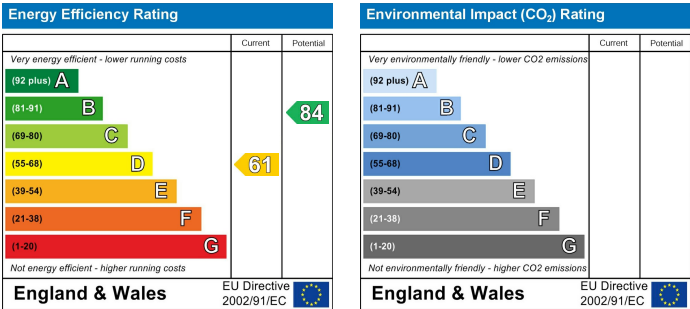 Energy Efficiency Rating
Current Potential
Very energy efficient - lower running costs
(92 plus) A
(81-91) B
84
(69-80) C
(55-68) D
61
(39-54) E
(21-38) F
(1-20) G
Not energy efficient - higher running costs
England & Wales
EU Directive
2002/91/EC
Environmental Impact (CO₂) Rating
Current Potential
Very environmentally friendly - lower CO2 emissions
(92 plus) A
(81-91) B
(69-80) C
(55-68) D
(39-54) E
(21-38) F
(1-20) G
Not environmentally friendly - higher CO2 emissions
England & Wales
EU Directive
2002/91/EC